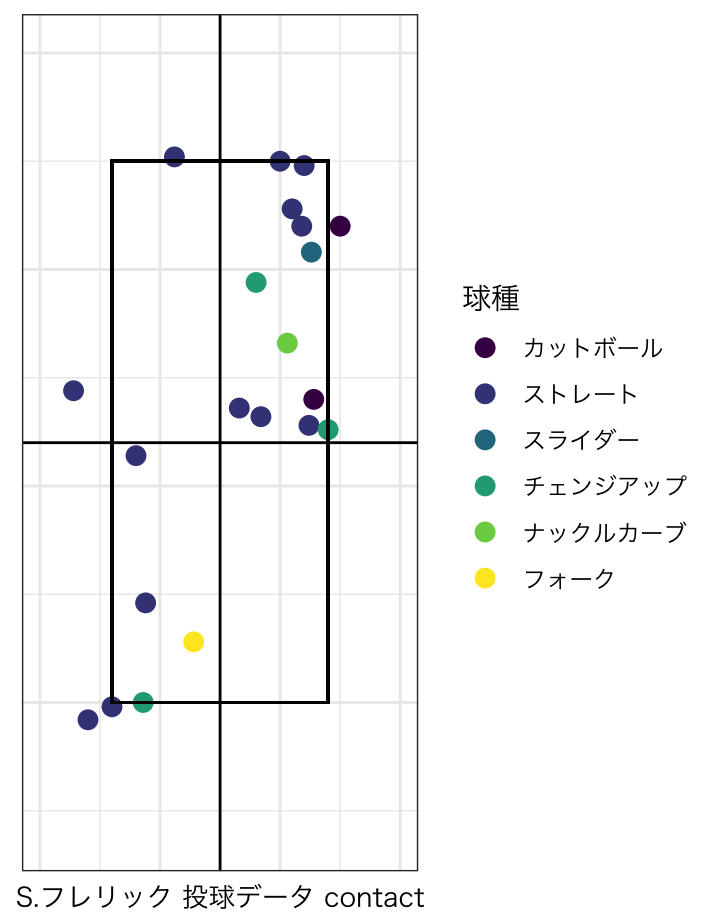 球種
カットボール
ストレート
スライダー
チェンジアップ
ナックルカーブ
フォーク
S.フレリック 投球データ contact